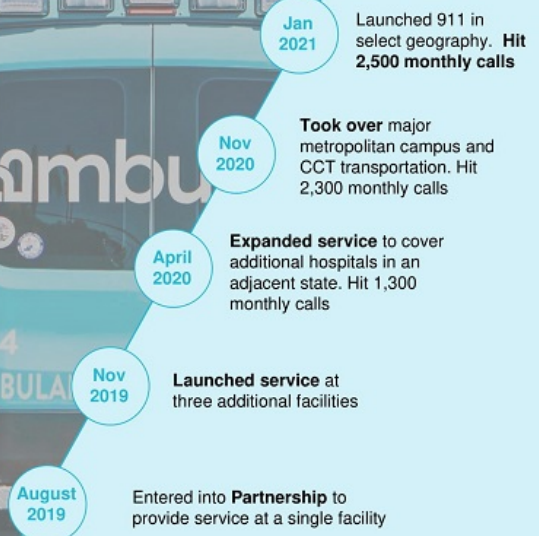 Jan
2021
Launched 911 in
select geography. Hit
2,500 monthly calls
Nov
2020
Took over major
metropolitan campus and
CCT transportation. Hit
2,300 monthly calls
April
2020
Expanded service to cover
additional hospitals in an
adjacent state. Hit 1,300
monthly calls
Nov
2019
Launched service at
three additional facilities
August
2019
Entered into Partnership to
provide service at a single facility
ambu
4
BULA